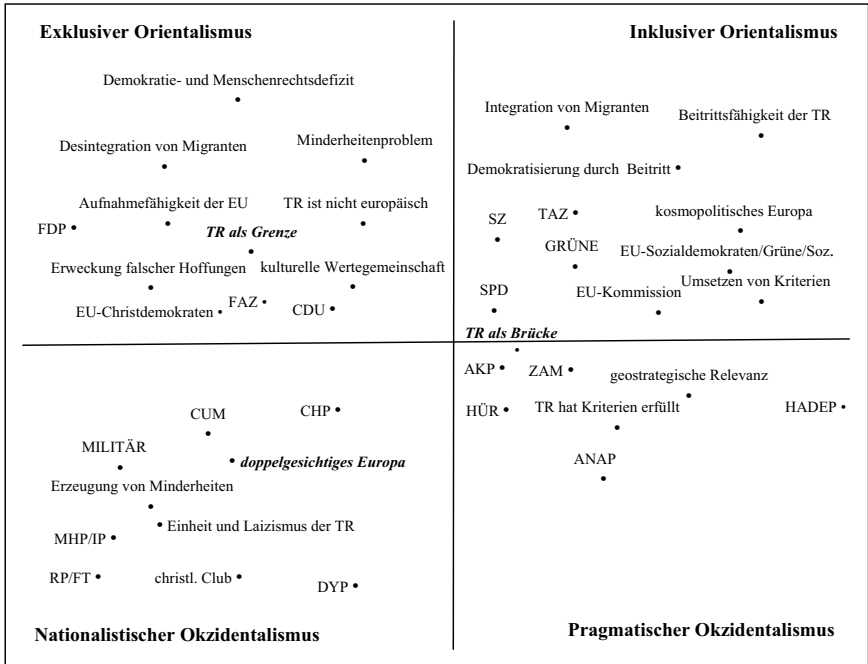 Exklusiver Orientalismus
Inklusiver Orientalismus
Demokratie- und Menschenrechtsdefizit
Integration von Migranten
Beitrittsfähigkeit der TR
Desintegration von Migranten
Minderheitenproblem
Demokratisierung durch Beitritt
Aufnahmefähigkeit der EU
TR ist nicht europäisch
FDP
TR als Grenze
SZ
TAZ
kosmopolitisches Europa
GRÜNE
EU-Sozialdemokraten/Grüne/Soz.
Erweckung falscher Hoffungen
kulturelle Wertegemeinschaft
SPD
EU-Kommission
Umsetzen von Kriterien
EU-Christdemokraten
FAZ
CDU
TR als Brücke
AKP
ZAM
geostrategische Relevanz
CUM
CHP
HÜR
TR hat Kriterien erfüllt
HADEP
MILITÄR
doppelgesichtiges Europa
ANAP
Erzeugung von Minderheiten
Einheit und Laizismus der TR
MHP/IP
RP/FT
christl. Club
DYP
Nationalistischer Okzidentalismus
Pragmatischer Okzidentalismus